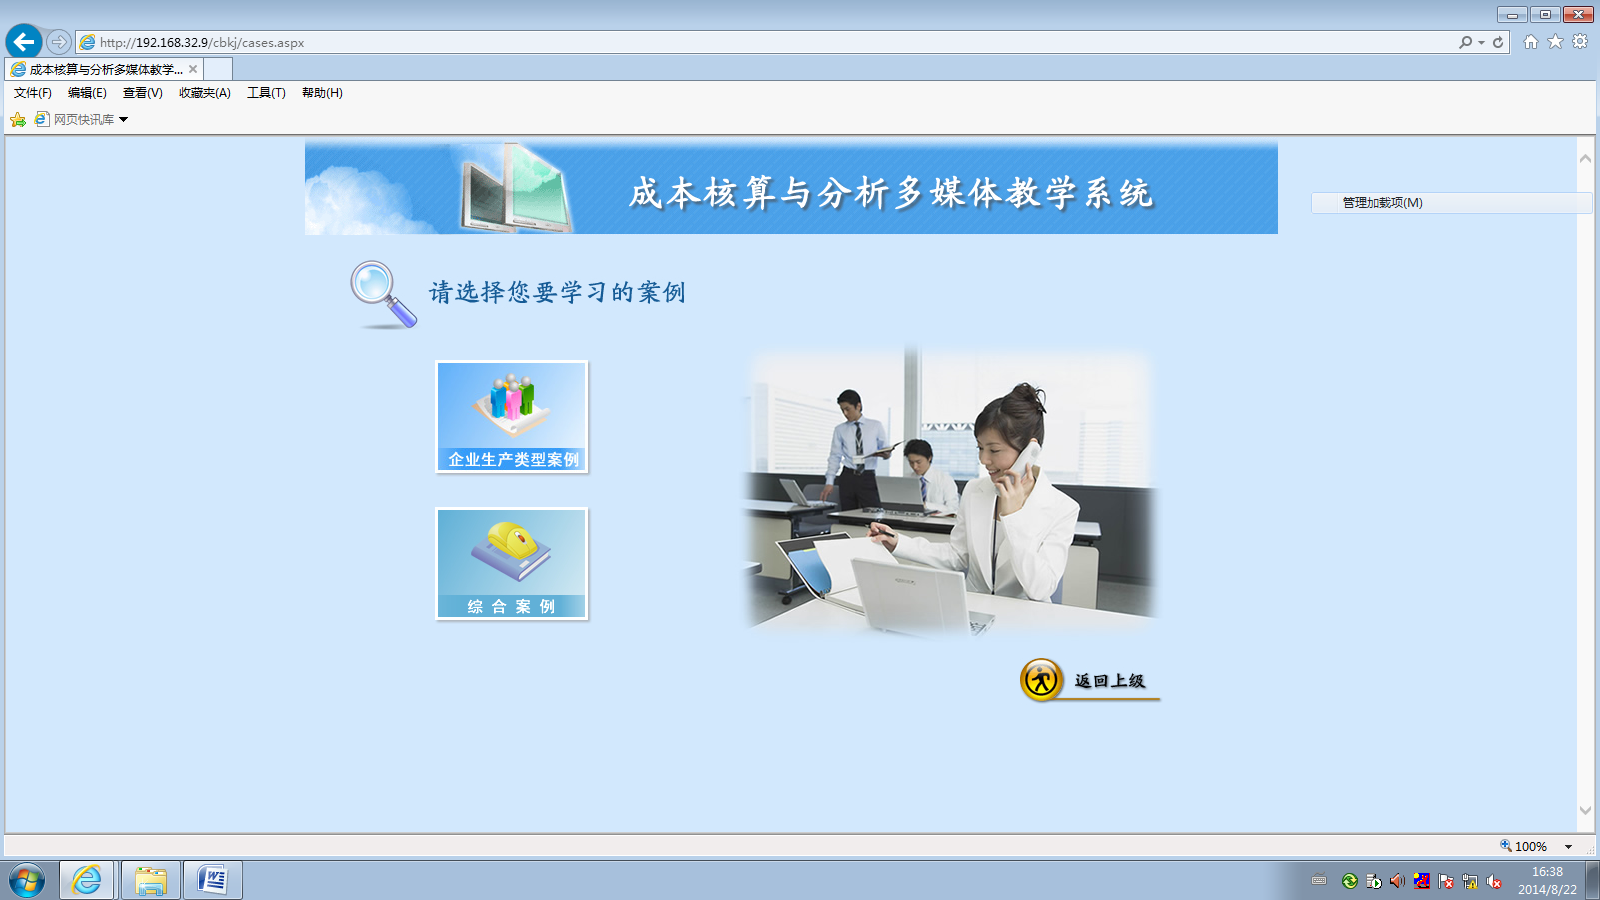 http://192.168.32.9/cbkj/cases.aspx
成本核算与分析多媒体教学...
文件(F) 编辑(E) 查看(V) 收藏夹(A) 工具(T) 帮助(H)
网页快讯库
成本核算与分析多媒体教学系统
管理加载项(M)
请选择您要学习的案例
企业生产类型案例
综合案例
返回上级
100%
16:38
2014/8/22